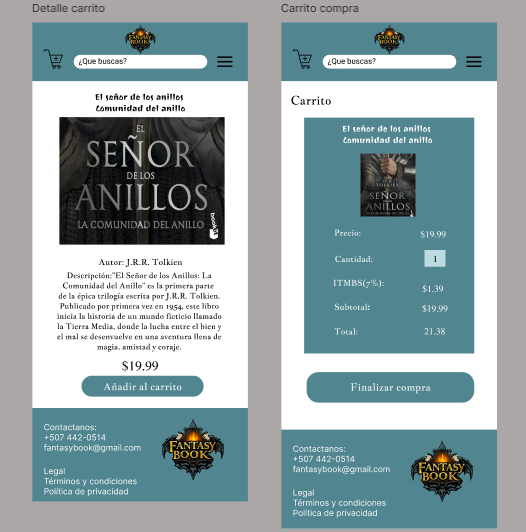 Detalle carrito
FANTASY
BOOK
¿Que buscas?
El señor de los anillos
Comunidad del anillo
EL
SEÑOR
DE LOS
ANILLOS
LA COMUNIDAD DEL ANILLO
booket
Autor: J.R.R. Tolkien
Descripción:"El Señor de los Anillos: La
Comunidad del Anillo" es la primera parte
de la épica trilogía escrita por J.R.R. Tolkien.
Publicado por primera vez en 1954, este libro
inicia la historia de un mundo ficticio llamado
la Tierra Media, donde la lucha entre el bien y
el mal se desenvuelve en una aventura llena de
magia, amistad y coraje.
$19.99
Añadir al carrito
Contactanos:
+507 442-0514
fantasybook@gmail.com
Legal
Términos y condiciones
Política de privacidad
FANTASY
BOOK
Carrito compra
FANTASY
BOOK
¿Que buscas?
Carrito
El señor de los anillos
Comunidad del anillo
TOLKIEN
SEÑOR
ANILLOS
Precio: $19.99
Cantidad: 1
ITMBS(7%): $1.39
Subtotal: $19.99
Total: 21.38
Finalizar compra
Contactanos:
+507 442-0514
fantasybook@gmail.com
Legal
Términos y condiciones
Política de privacidad
FANTASY
BOOK